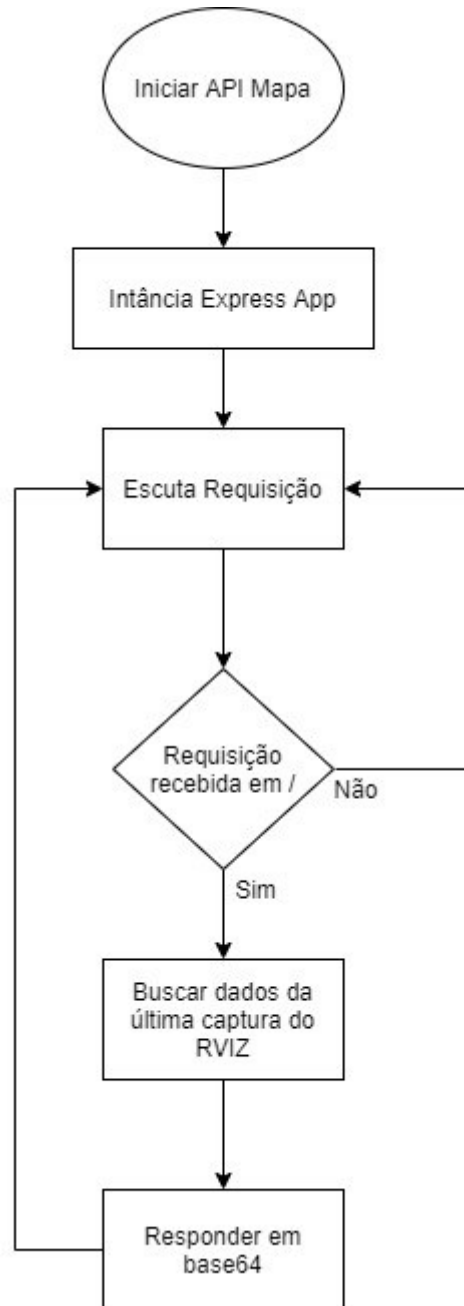 Iniciar API Mapa
Intância Express App
Escuta Requisição
Requisição
recebida em /
Não
Sim
Buscar dados da
última captura do
RVIZ
Responder em
base64